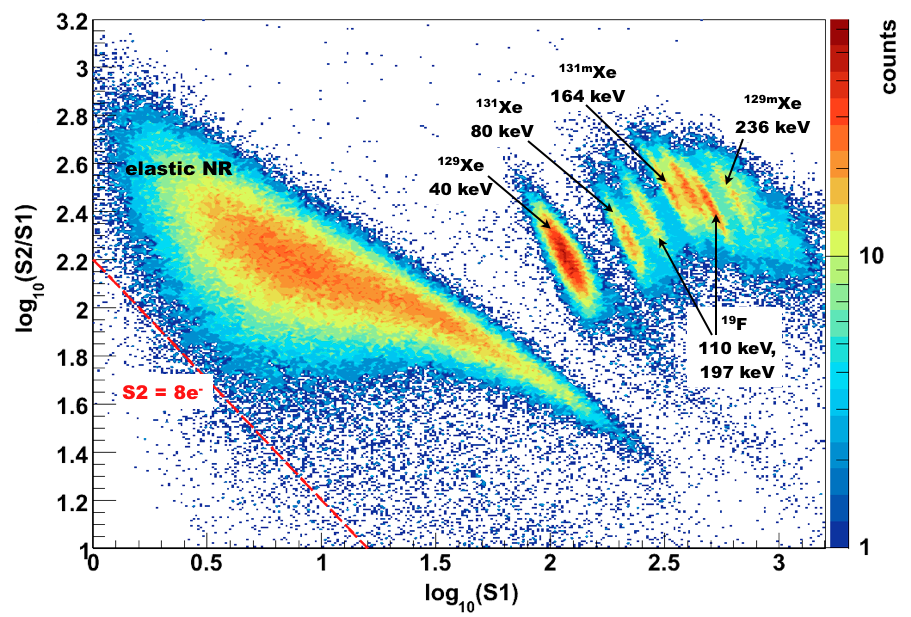 3.2
3
2.8
2.6
2.4
2.2
2
1.8
1.6
1.4
1.2
1
log₁₀(S2/S1)
0
0.5
1
1.5
2
2.5
3
log₁₀(S1)
elastic NR
S2 = 8e⁻
¹²⁹Xe
40 keV
¹³¹Xe
80 keV
¹³¹ᵐXe
164 keV
¹²⁹ᵐXe
236 keV
¹⁹F
110 keV,
197 keV
counts
10
1